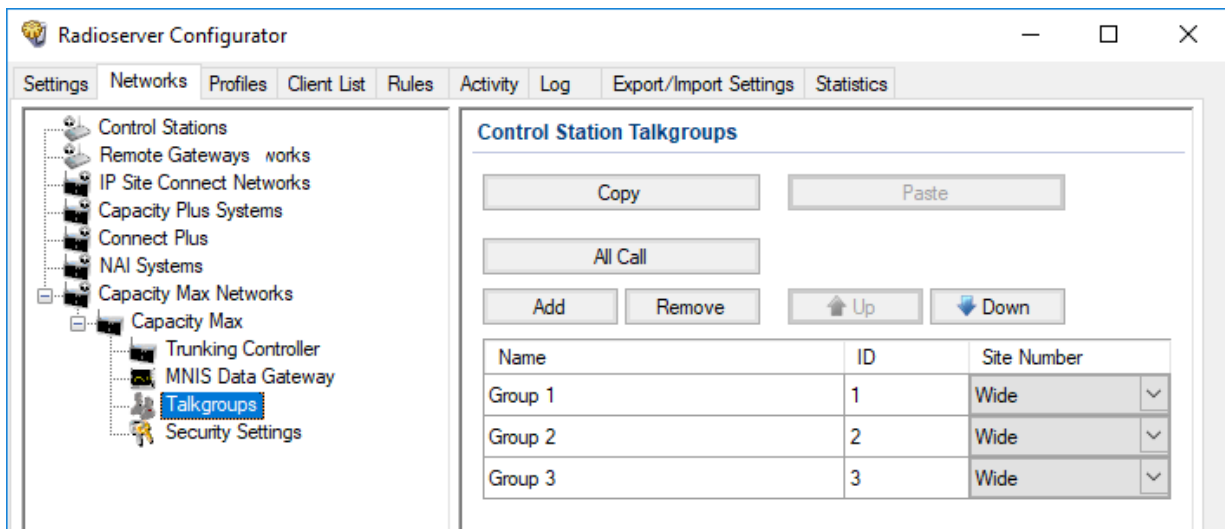 Radioserver Configurator
Settings Networks Profiles Client List Rules Activity Log Export/Import Settings Statistics
Control Stations
Remote Gateways works
IP Site Connect Networks
Capacity Plus Systems
Connect Plus
NAI Systems
Capacity Max Networks
Capacity Max
Trunking Controller
MNIS Data Gateway
Talkgroups
Security Settings
Control Station Talkgroups
Copy Paste
All Call
Add Remove Up Down
Name ID Site Number
Group 1 1 Wide
Group 2 2 Wide
Group 3 3 Wide